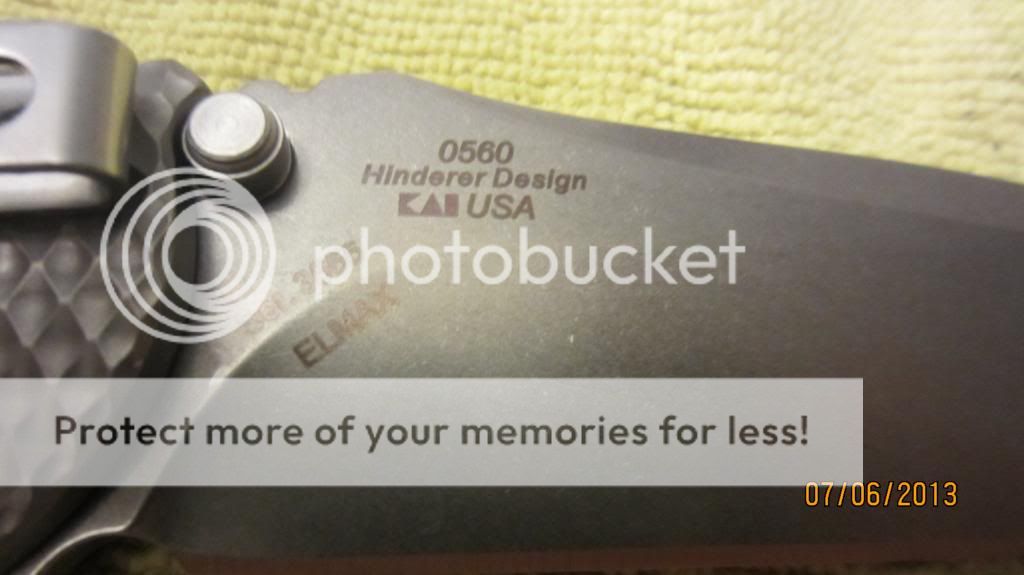 0560
Hinderer Design
KAI USA
photobucket
ELMAX
Protect more of your memories for less!
07/06/2013